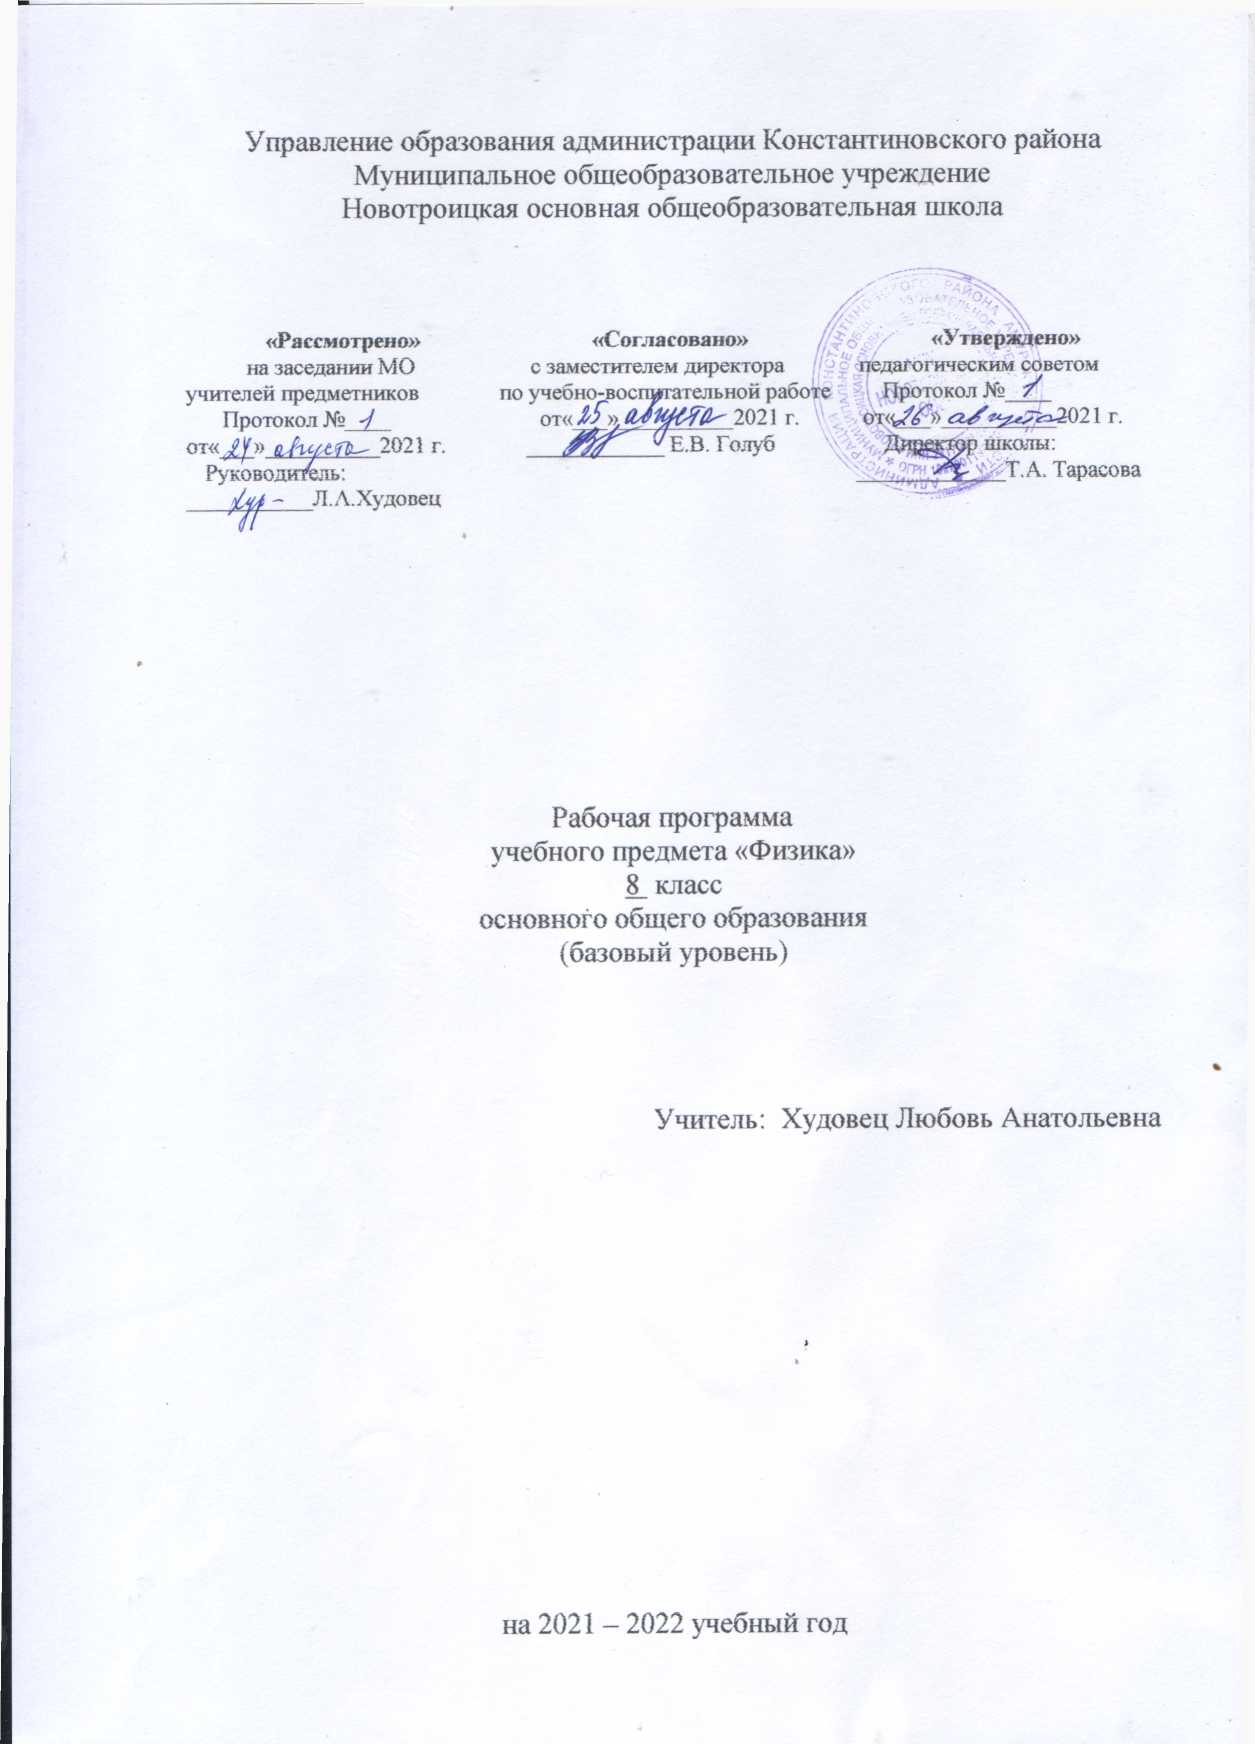 Управление образования администрации Константиновского района
Муниципальное общеобразовательное учреждение
Новотроицкая основная общеобразовательная школа
«Рассмотрено»
на заседании МО
учителей предметников
Протокол № 1
от« 24 » августа 2021 г.
Руководитель:
Л.А.Худовец
«Согласовано»
с заместителем директора
по учебно-воспитательной работе
от« 25 » августа 2021 г.
Е.В. Голуб
«Утверждено»
педагогическим советом
Протокол № 1
от« 26 » августа 2021 г.
Директор школы:
Т.А. Тарасова
Рабочая программа
учебного предмета «Физика»
8 класс
основного общего образования
(базовый уровень)
Учитель: Худовец Любовь Анатольевна
на 2021 – 2022 учебный год